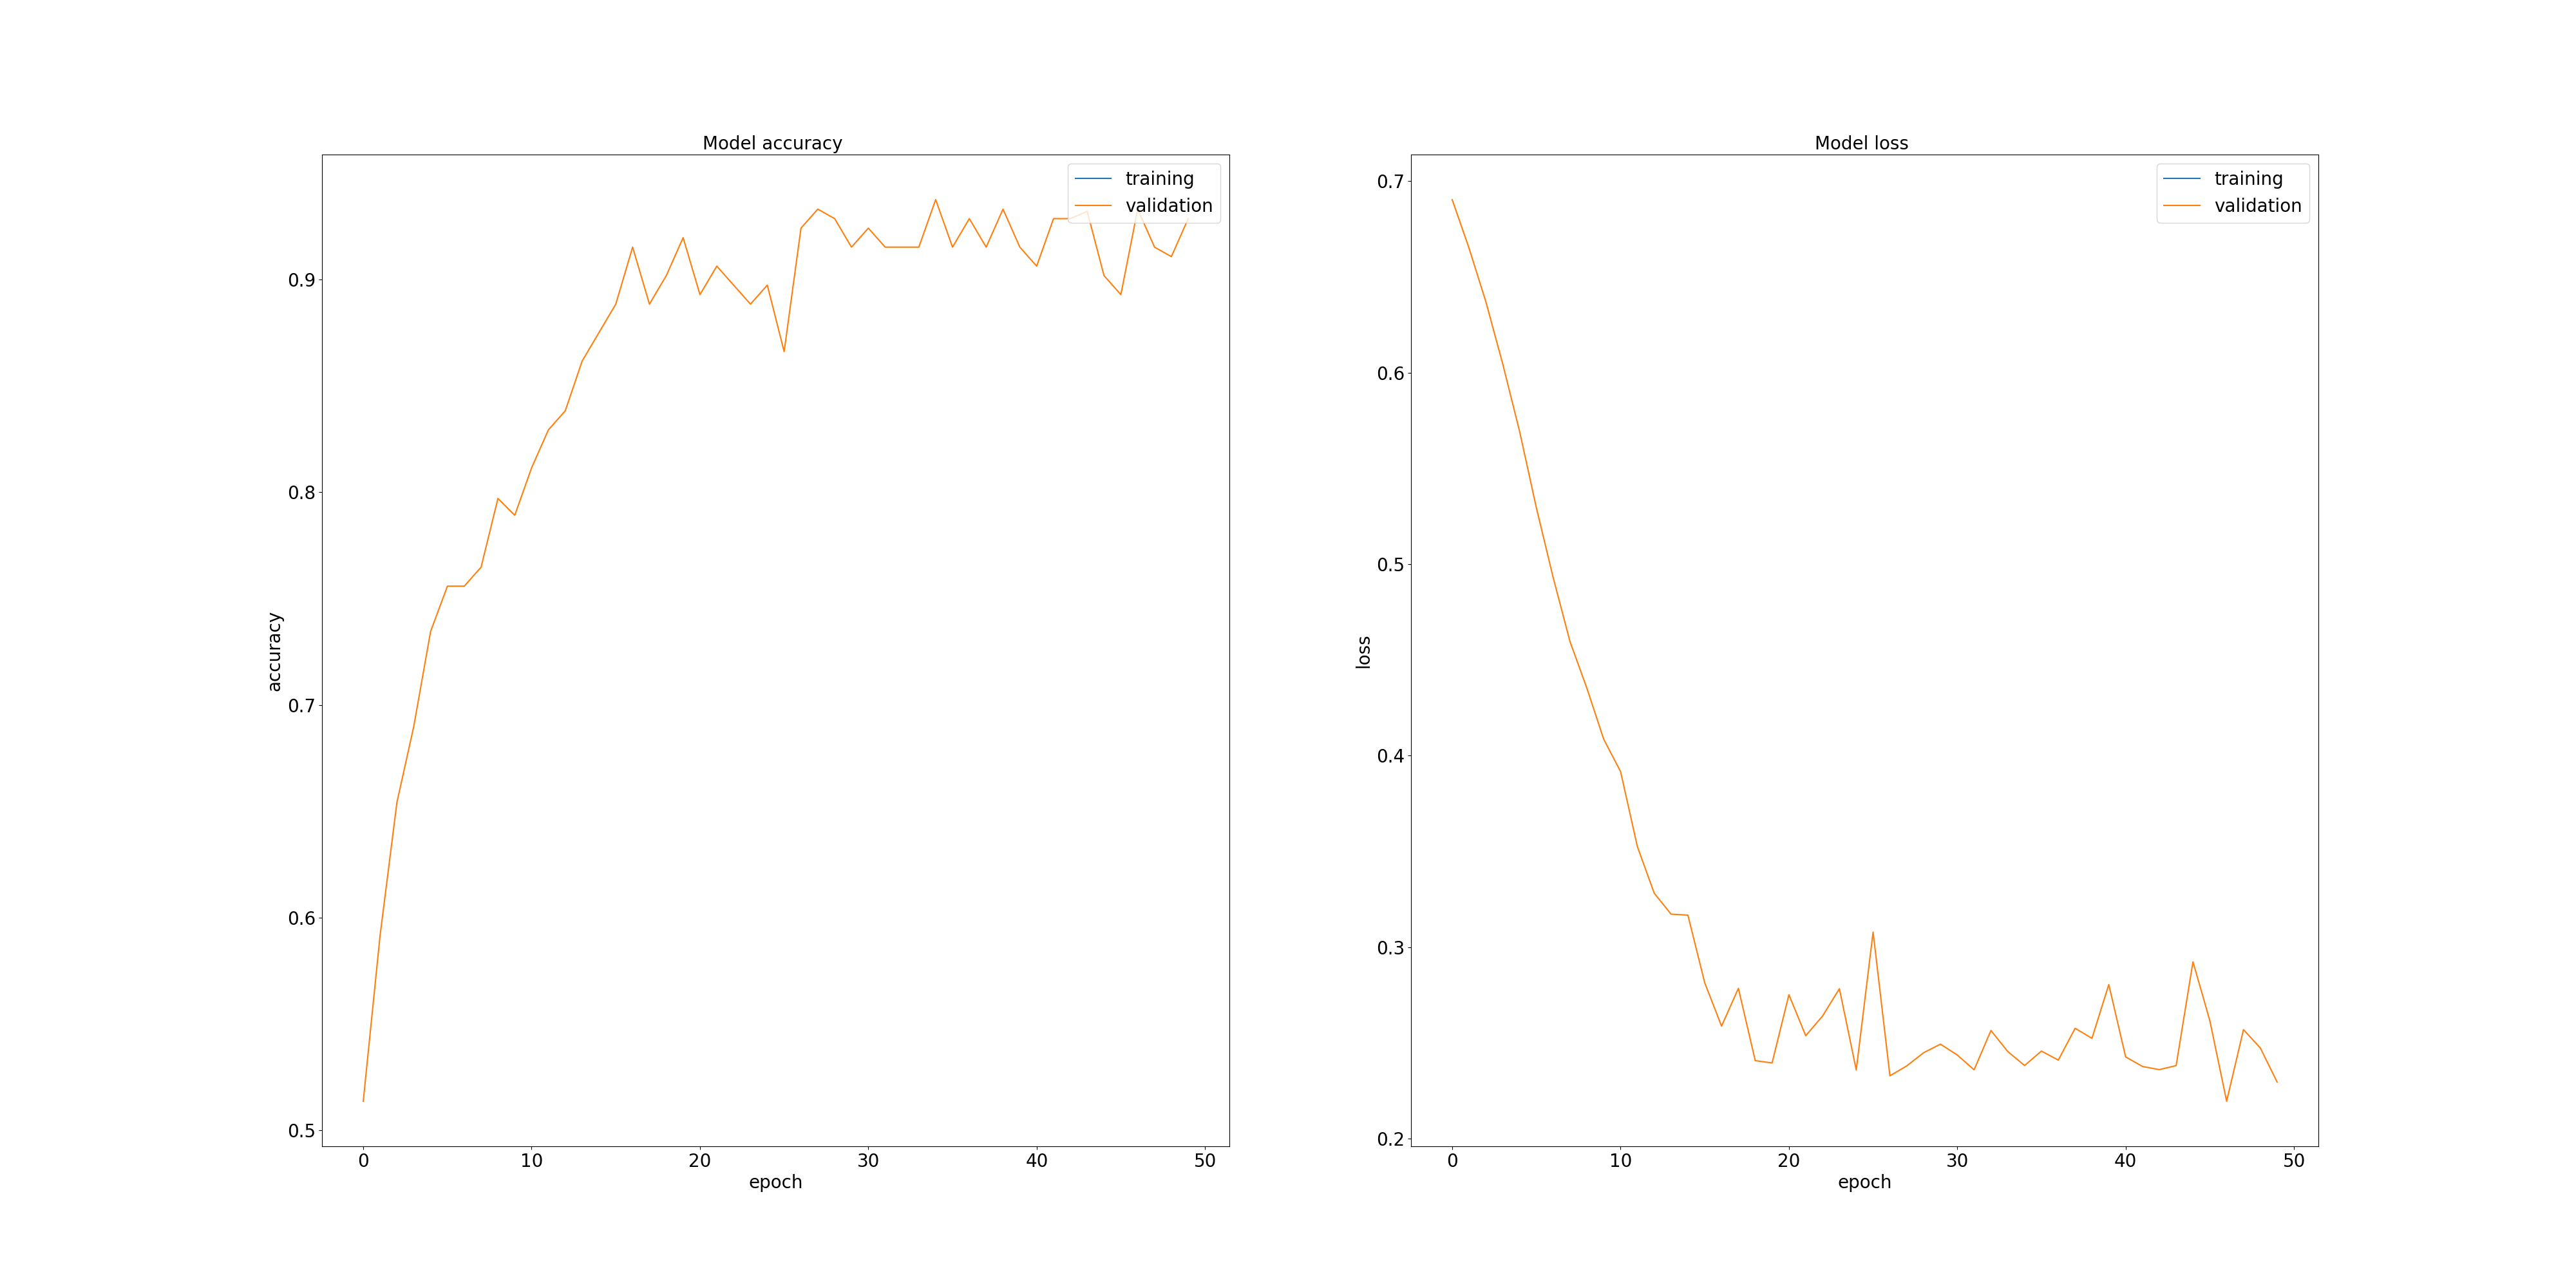 Model accuracy
training
validation
0.9
0.8
0.7
0.6
0.5
accuracy
0 10 20 30 40 50
epoch
Model loss
training
validation
0.7
0.6
0.5
0.4
0.3
0.2
loss
0 10 20 30 40 50
epoch